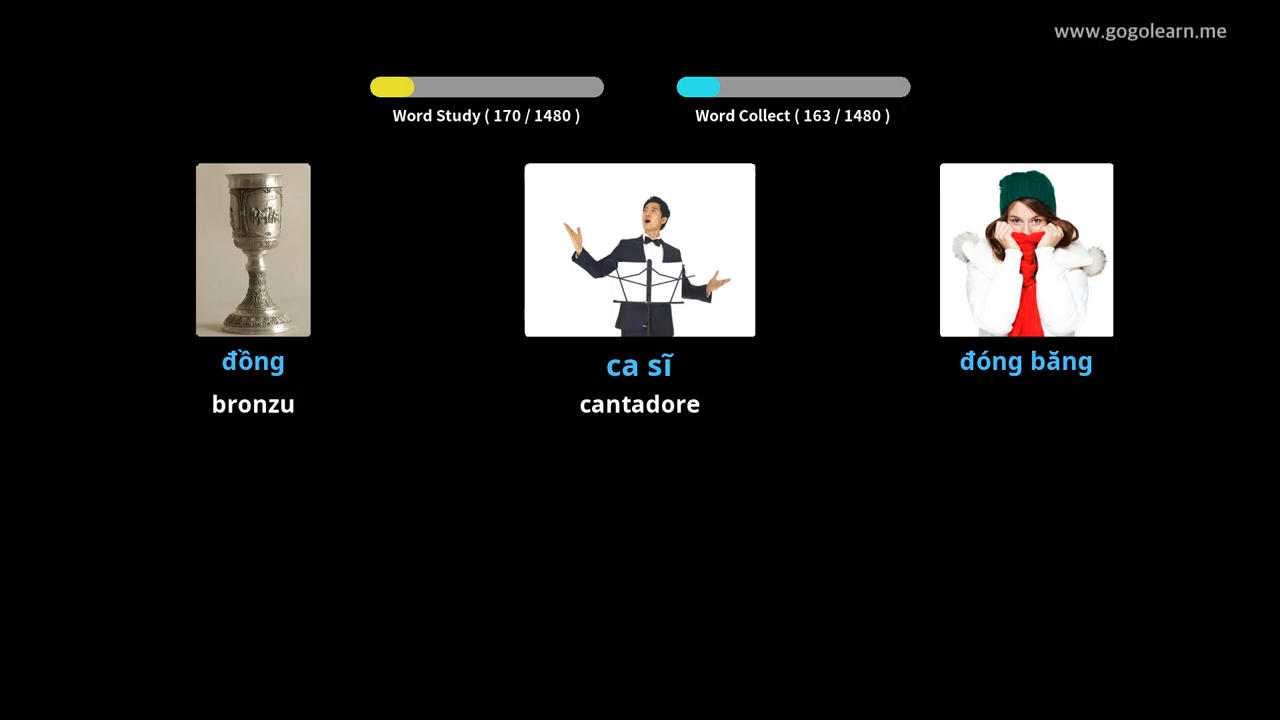 www.gogolearn.me
Word Study ( 170 / 1480 )
Word Collect ( 163 / 1480 )
đồng
ca sĩ
đóng băng
bronzu
cantadore